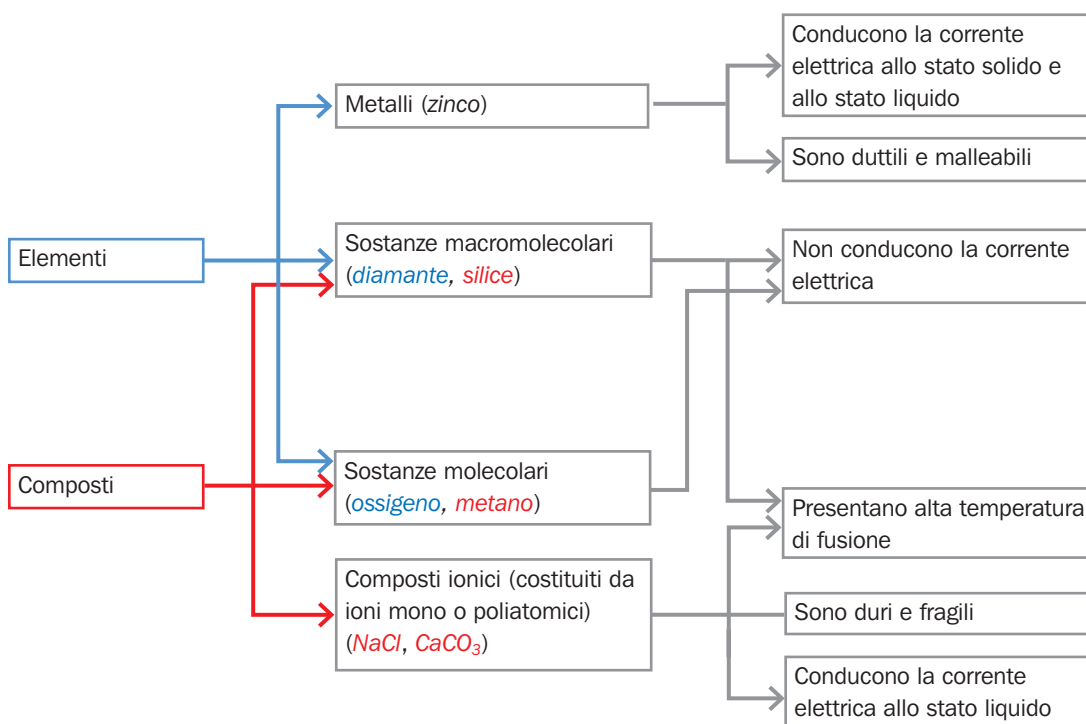 Elementi
Composti
Metalli (zinco)
Sostanze macromolecolari
(diamante, silice)
Sostanze molecolari
(ossigeno, metano)
Composti ionici (costituiti da
ioni mono o poliatomici)
(NaCl, CaCO₃)
Conducono la corrente
elettrica allo stato solido e
allo stato liquido
Sono duttili e malleabili
Non conducono la corrente
elettrica
Presentano alta temperatura
di fusione
Sono duri e fragili
Conducono la corrente
elettrica allo stato liquido